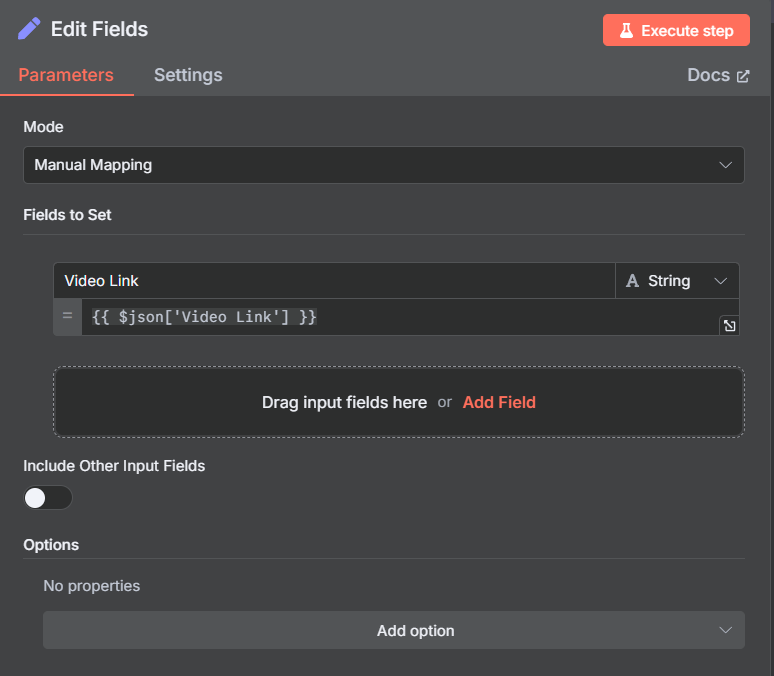 Edit Fields
Execute step
Parameters
Settings
Docs
Mode
Manual Mapping
Fields to Set
Video Link
A String
= {{ $json['Video Link'] }}
Drag input fields here or Add Field
Include Other Input Fields
Options
No properties
Add option